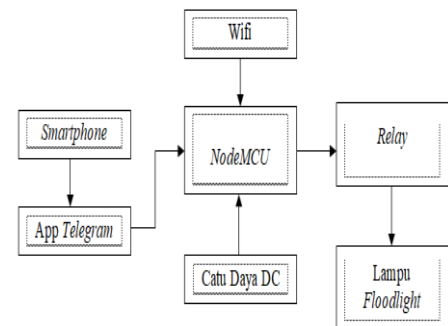 Wifi
Smartphone
NodeMCU
Relay
App Telegram
Catu Daya DC
Lampu
Floodlight